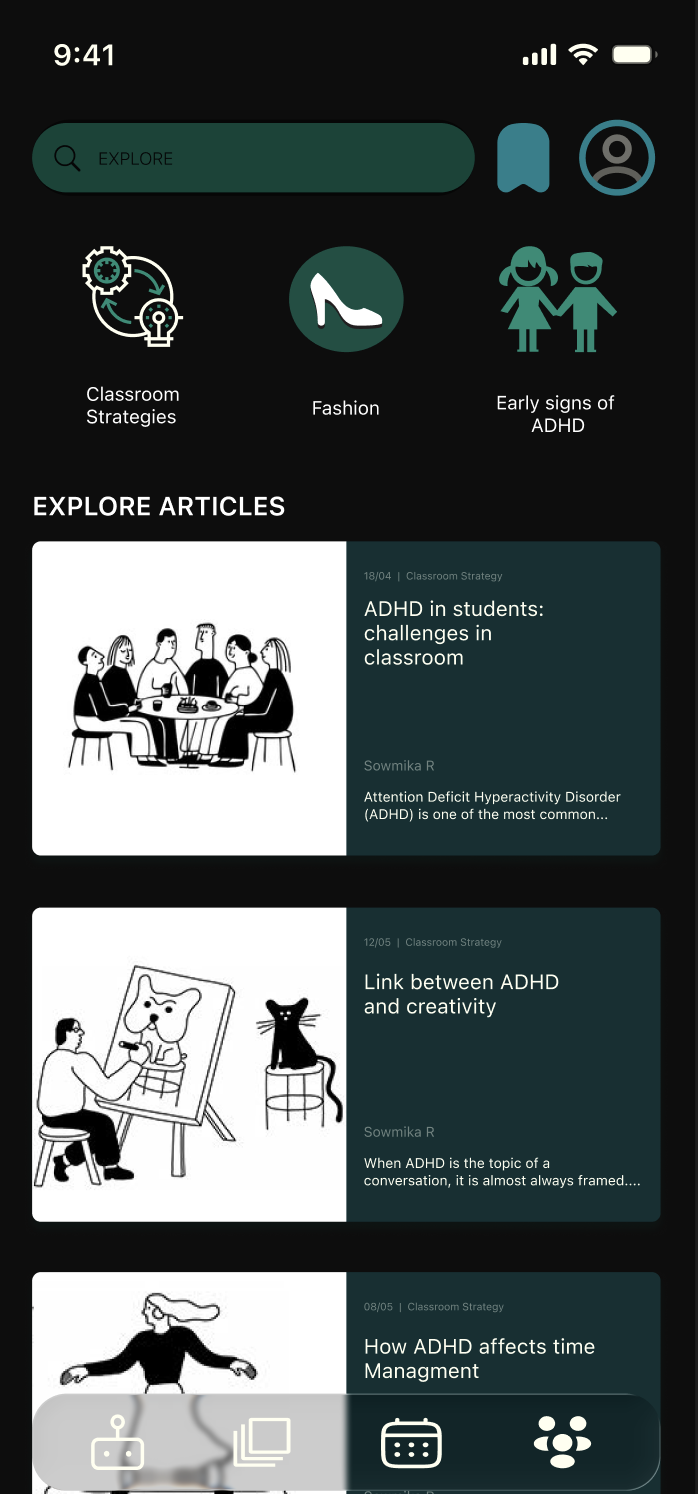 9:41
EXPLORE
Classroom
Strategies
Fashion
Early signs of
ADHD
EXPLORE ARTICLES
18/04 | Classroom Strategy
ADHD in students:
challenges in
classroom
Sowmika R
Attention Deficit Hyperactivity Disorder
(ADHD) is one of the most common...
12/05 | Classroom Strategy
Link between ADHD
and creativity
Sowmika R
When ADHD is the topic of a
conversation, it is almost always framed....
08/05 | Classroom Strategy
How ADHD affects time
Managment